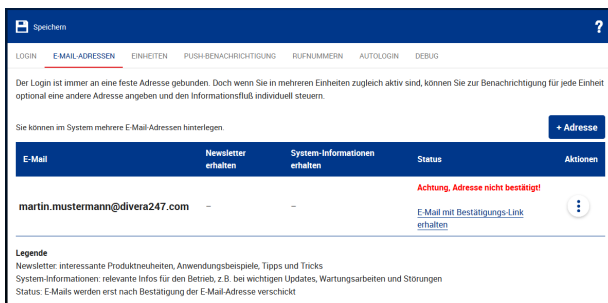 Speichern ?
LOGIN E-MAIL-ADRESSEN EINHEITEN PUSH-BENACHRICHTIGUNG RUFNUMMERN AUTOLOGIN DEBUG
Der Login ist immer an eine feste Adresse gebunden. Doch wenn Sie in mehreren Einheiten zugleich aktiv sind, können Sie zur Benachrichtigung für jede Einheit
optional eine andere Adresse angeben und den Informationsfluß individuell steuern.
Sie können im System mehrere E-Mail-Adressen hinterlegen.
+ Adresse
E-Mail Newsletter erhalten System-Informationen erhalten Status Aktionen
Achtung, Adresse nicht bestätigt!
martin.mustermann@divera247.com – –
E-Mail mit Bestätigungs-Link
erhalten
Legende
Newsletter: interessante Produktneuheiten, Anwendungsbeispiele, Tipps und Tricks
System-Informationen: relevante Infos für den Betrieb, z.B. bei wichtigen Updates, Wartungsarbeiten und Störungen
Status: E-Mails werden erst nach Bestätigung der E-Mail-Adresse verschickt